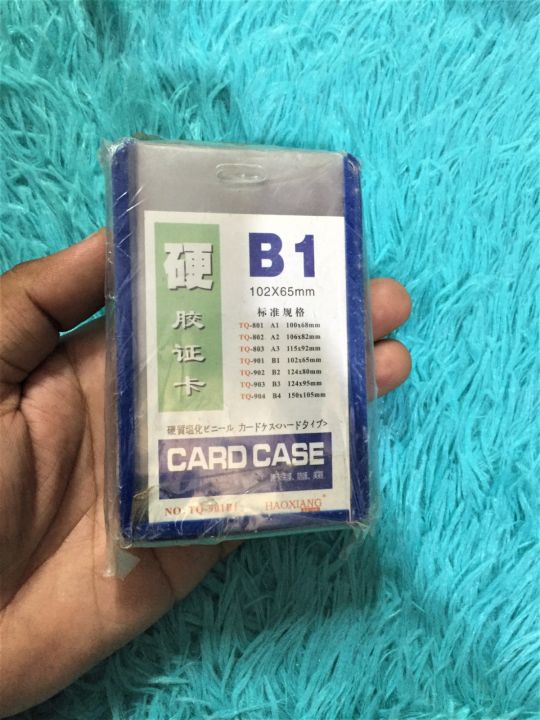 硬
胶
证
卡
B1
102X65mm
标准规格
TQ-801 A1 100x68mm
TQ-802 A2 106x82mm
TQ-803 A3 115x92mm
TQ-901 B1 102x65mm
TQ-902 B2 124x80mm
TQ-903 B3 124x95mm
TQ-904 B4 150x105mm
硬質塩化ビニール カードケス<ハードタイプ>
CARD CASE
NO. TQ-901B1 HAOXIANG®